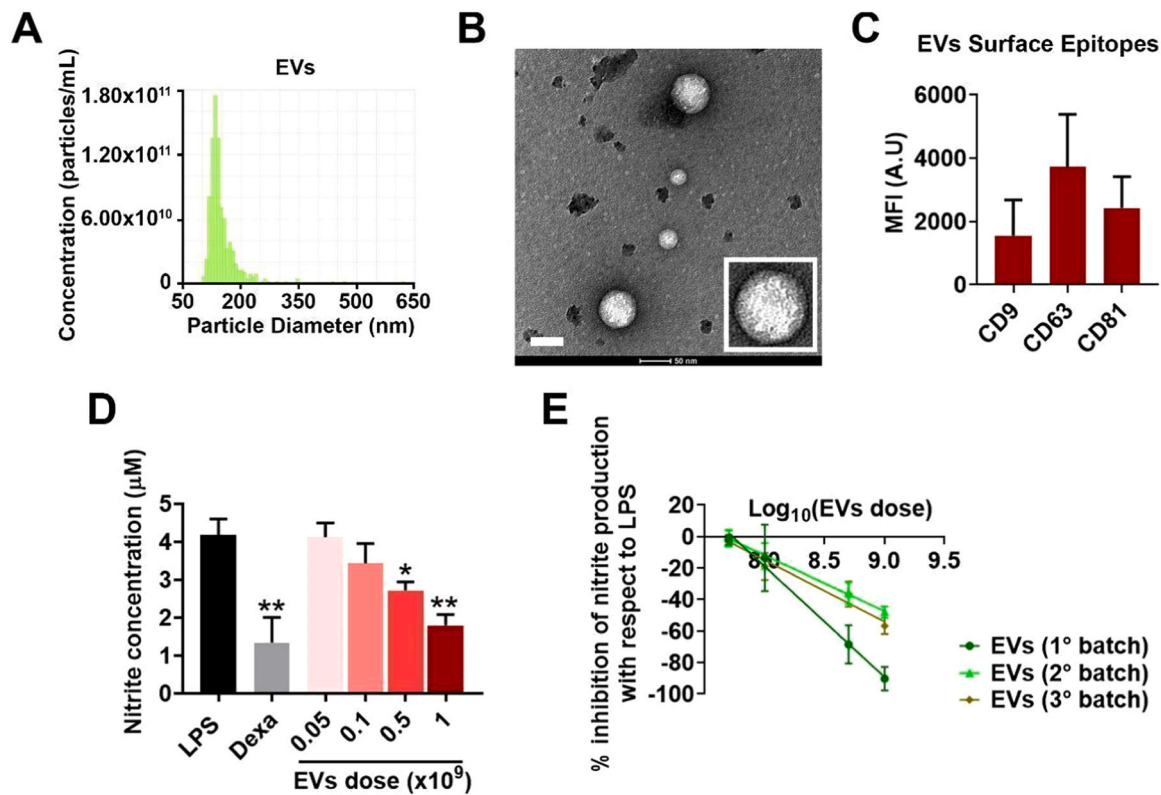 A
EVs
Concentration (particles/mL)
1.80x10¹¹
1.20x10¹¹
6.00x10¹⁰
0
50 200 350 500 650
Particle Diameter (nm)
B
50 nm
C
EVs Surface Epitopes
MFI (A.U)
6000
4000
2000
0
CD9
CD63
CD81
D
Nitrite concentration (μM)
5
4
3
2
1
0
**
*
**
LPS
Dexa
0.05
0.1
0.5
1
EVs dose (x10⁹)
E
% inhibition of nitrite production
with respect to LPS
20
0
-20
-40
-60
-80
-100
Log₁₀(EVs dose)
8.0 8.5 9.0 9.5
EVs (1° batch)
EVs (2° batch)
EVs (3° batch)